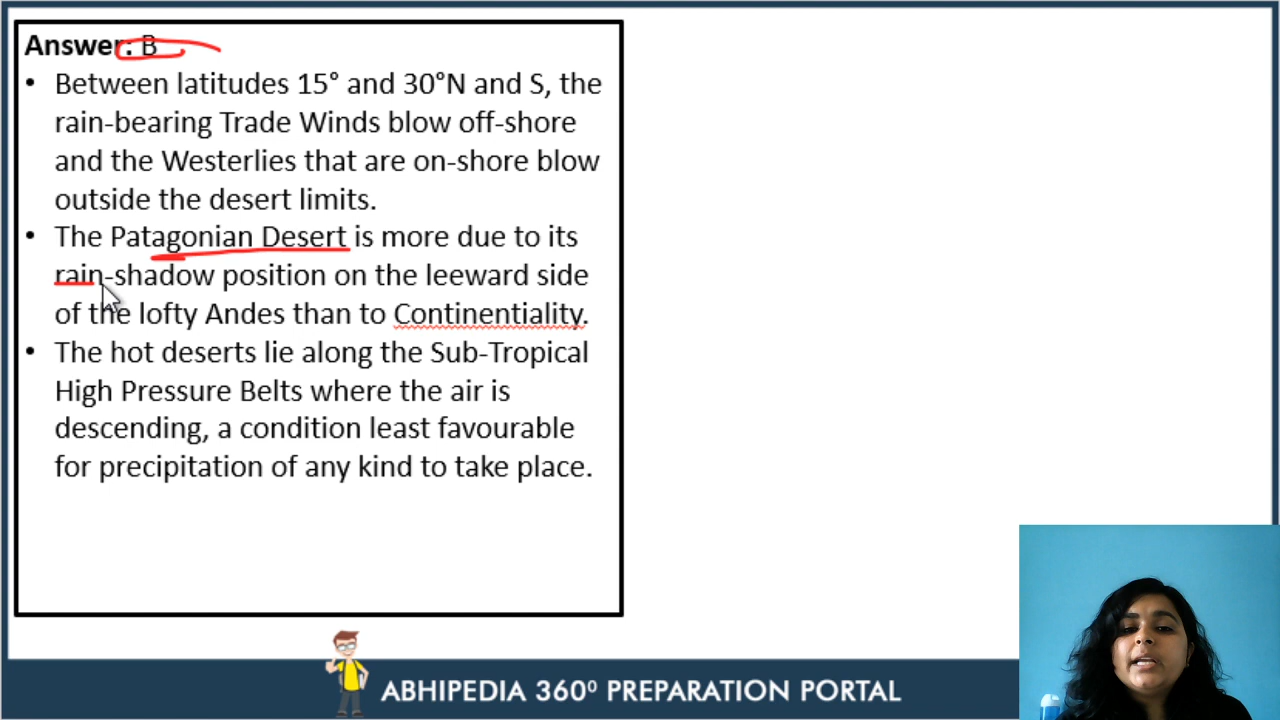 Answer: B
• Between latitudes 15° and 30°N and S, the
rain-bearing Trade Winds blow off-shore
and the Westerlies that are on-shore blow
outside the desert limits.
• The Patagonian Desert is more due to its
rain-shadow position on the leeward side
of the lofty Andes than to Continentiality.
• The hot deserts lie along the Sub-Tropical
High Pressure Belts where the air is
descending, a condition least favourable
for precipitation of any kind to take place.
ABHIPEDIA 360⁰ PREPARATION PORTAL